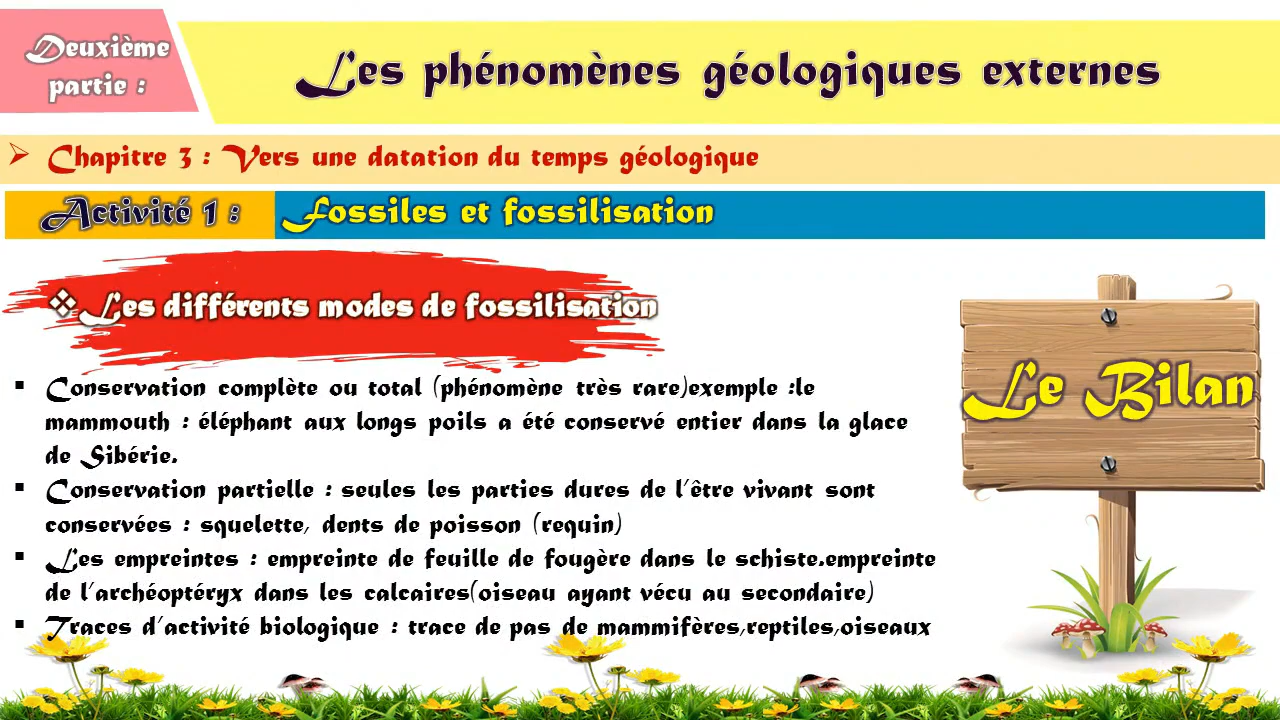 Deuxième
partie :
Les phénomènes géologiques externes
➢ Chapitre 3 : Vers une datation du temps géologique
Activité 1 :
Fossiles et fossilisation
❖Les différents modes de fossilisation
Le Bilan
▪ Conservation complète ou total (phénomène très rare)exemple :le
mammouth : éléphant aux longs poils a été conservé entier dans la glace
de Sibérie.
▪ Conservation partielle : seules les parties dures de l'être vivant sont
conservées : squelette, dents de poisson (requin)
▪ Les empreintes : empreinte de feuille de fougère dans le schiste.empreinte
de l'archéoptéryx dans les calcaires(oiseau ayant vécu au secondaire)
▪ Traces d'activité biologique : trace de pas de mammifères,reptiles,oiseaux